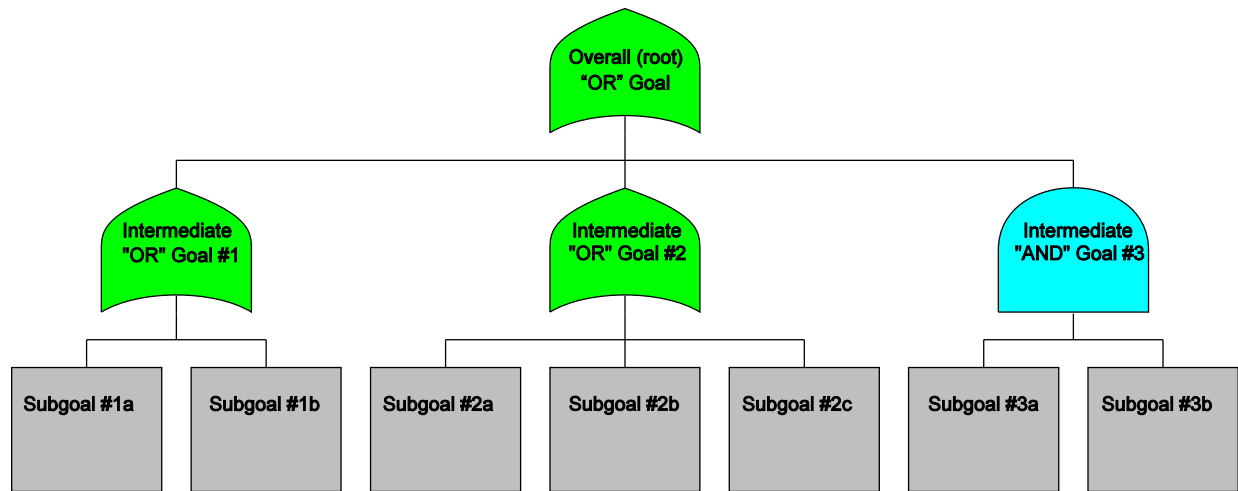 Overall (root)
“OR” Goal
Intermediate
"OR" Goal #1
Intermediate
"OR" Goal #2
Intermediate
"AND" Goal #3
Subgoal #1a
Subgoal #1b
Subgoal #2a
Subgoal #2b
Subgoal #2c
Subgoal #3a
Subgoal #3b